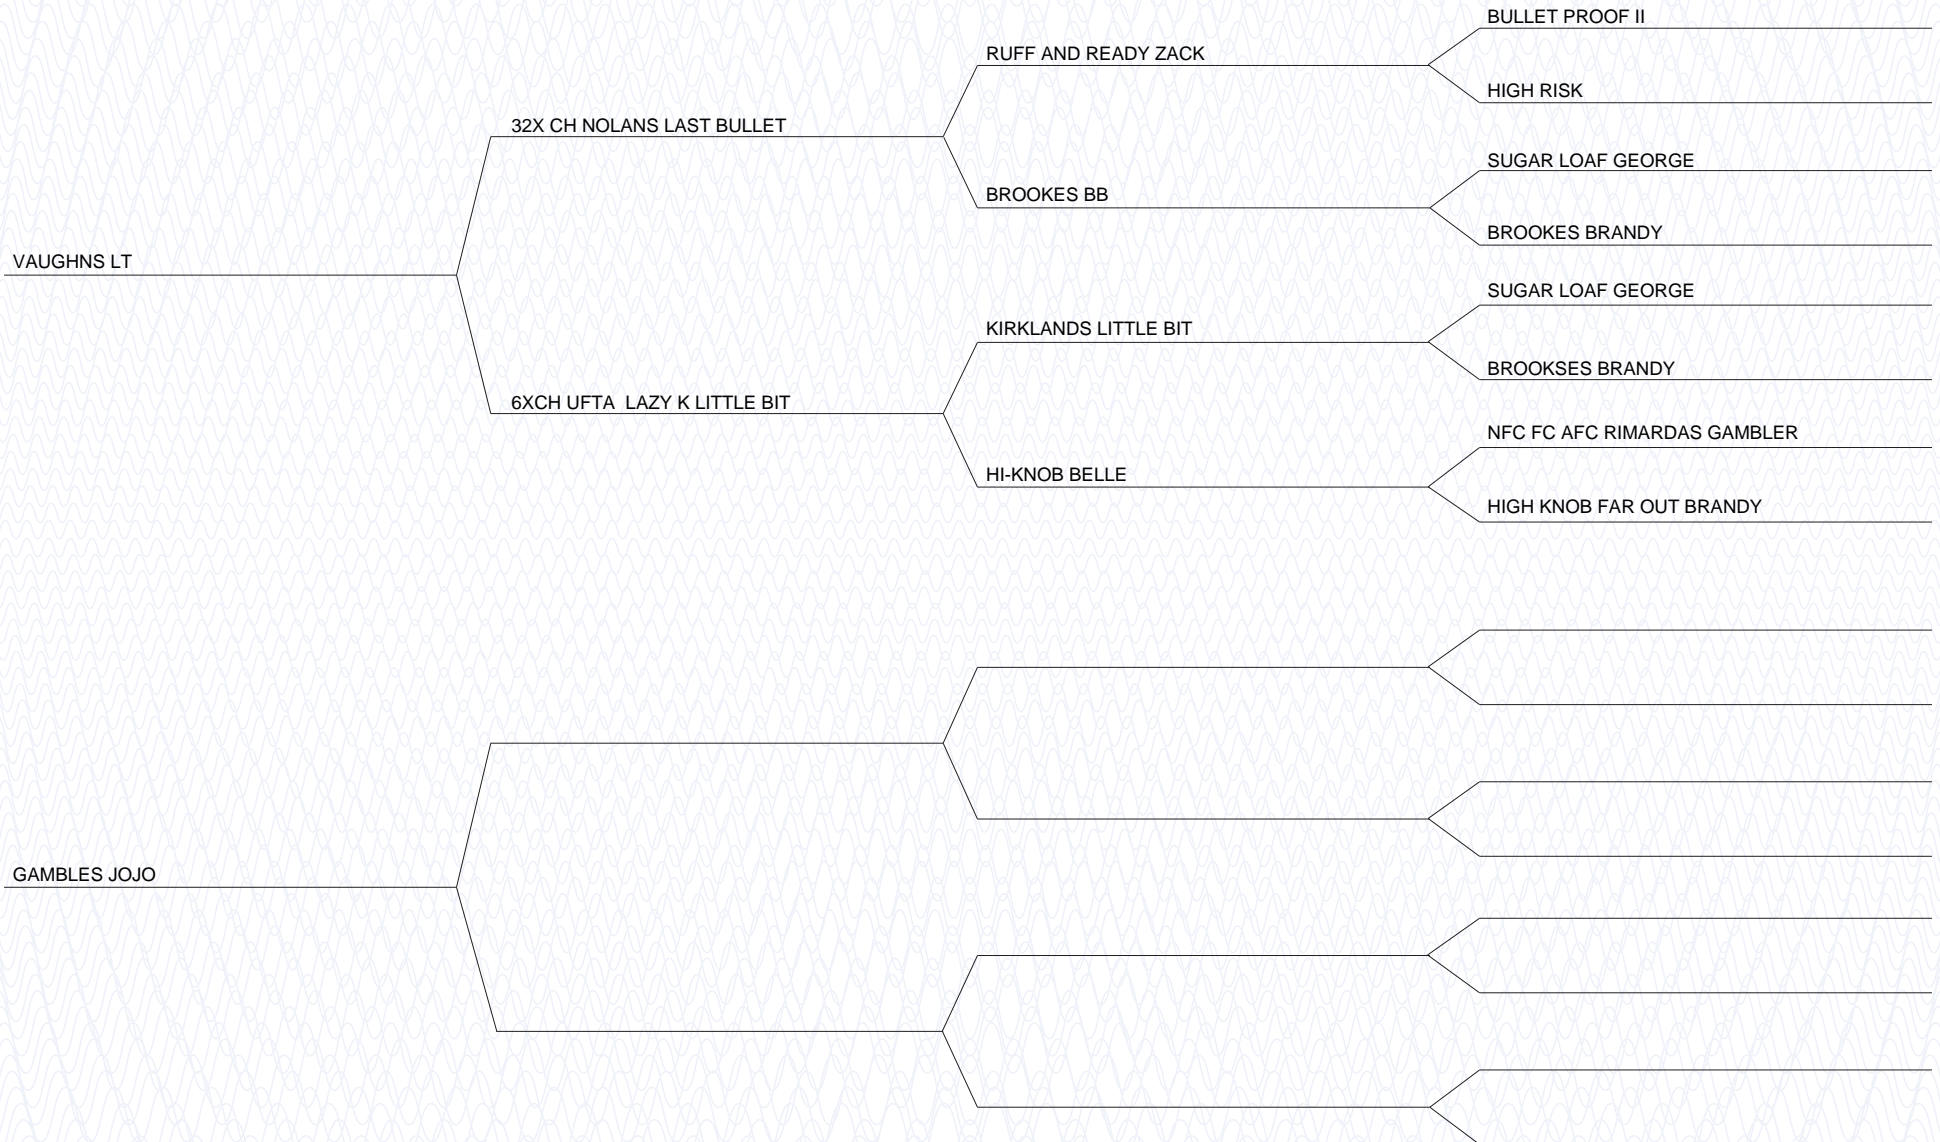 BULLET PROOF II
RUFF AND READY ZACK
HIGH RISK
32X CH NOLANS LAST BULLET
SUGAR LOAF GEORGE
BROOKES BB
BROOKES BRANDY
VAUGHNS LT
SUGAR LOAF GEORGE
KIRKLANDS LITTLE BIT
BROOKSES BRANDY
6XCH UFTA  LAZY K LITTLE BIT
NFC FC AFC RIMARDAS GAMBLER
HI-KNOB BELLE
HIGH KNOB FAR OUT BRANDY
GAMBLES JOJO